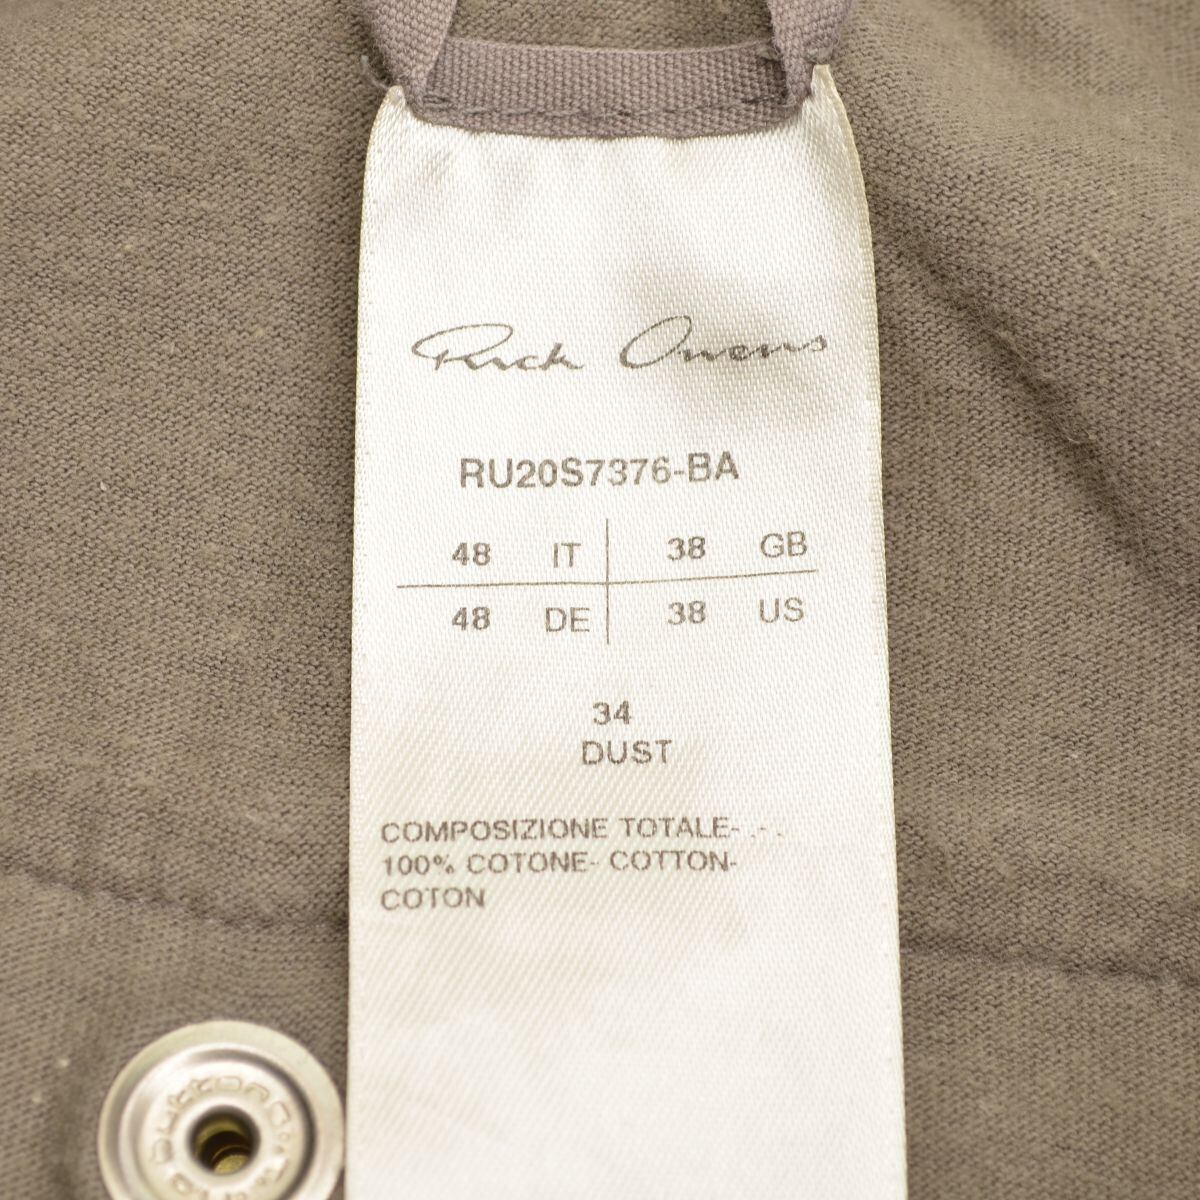 Rick Owens
RU20S7376-BA
48 IT 38 GB
48 DE 38 US
34
DUST
COMPOSIZIONE TOTALE- .- .
100% COTONE- COTTON-
COTON